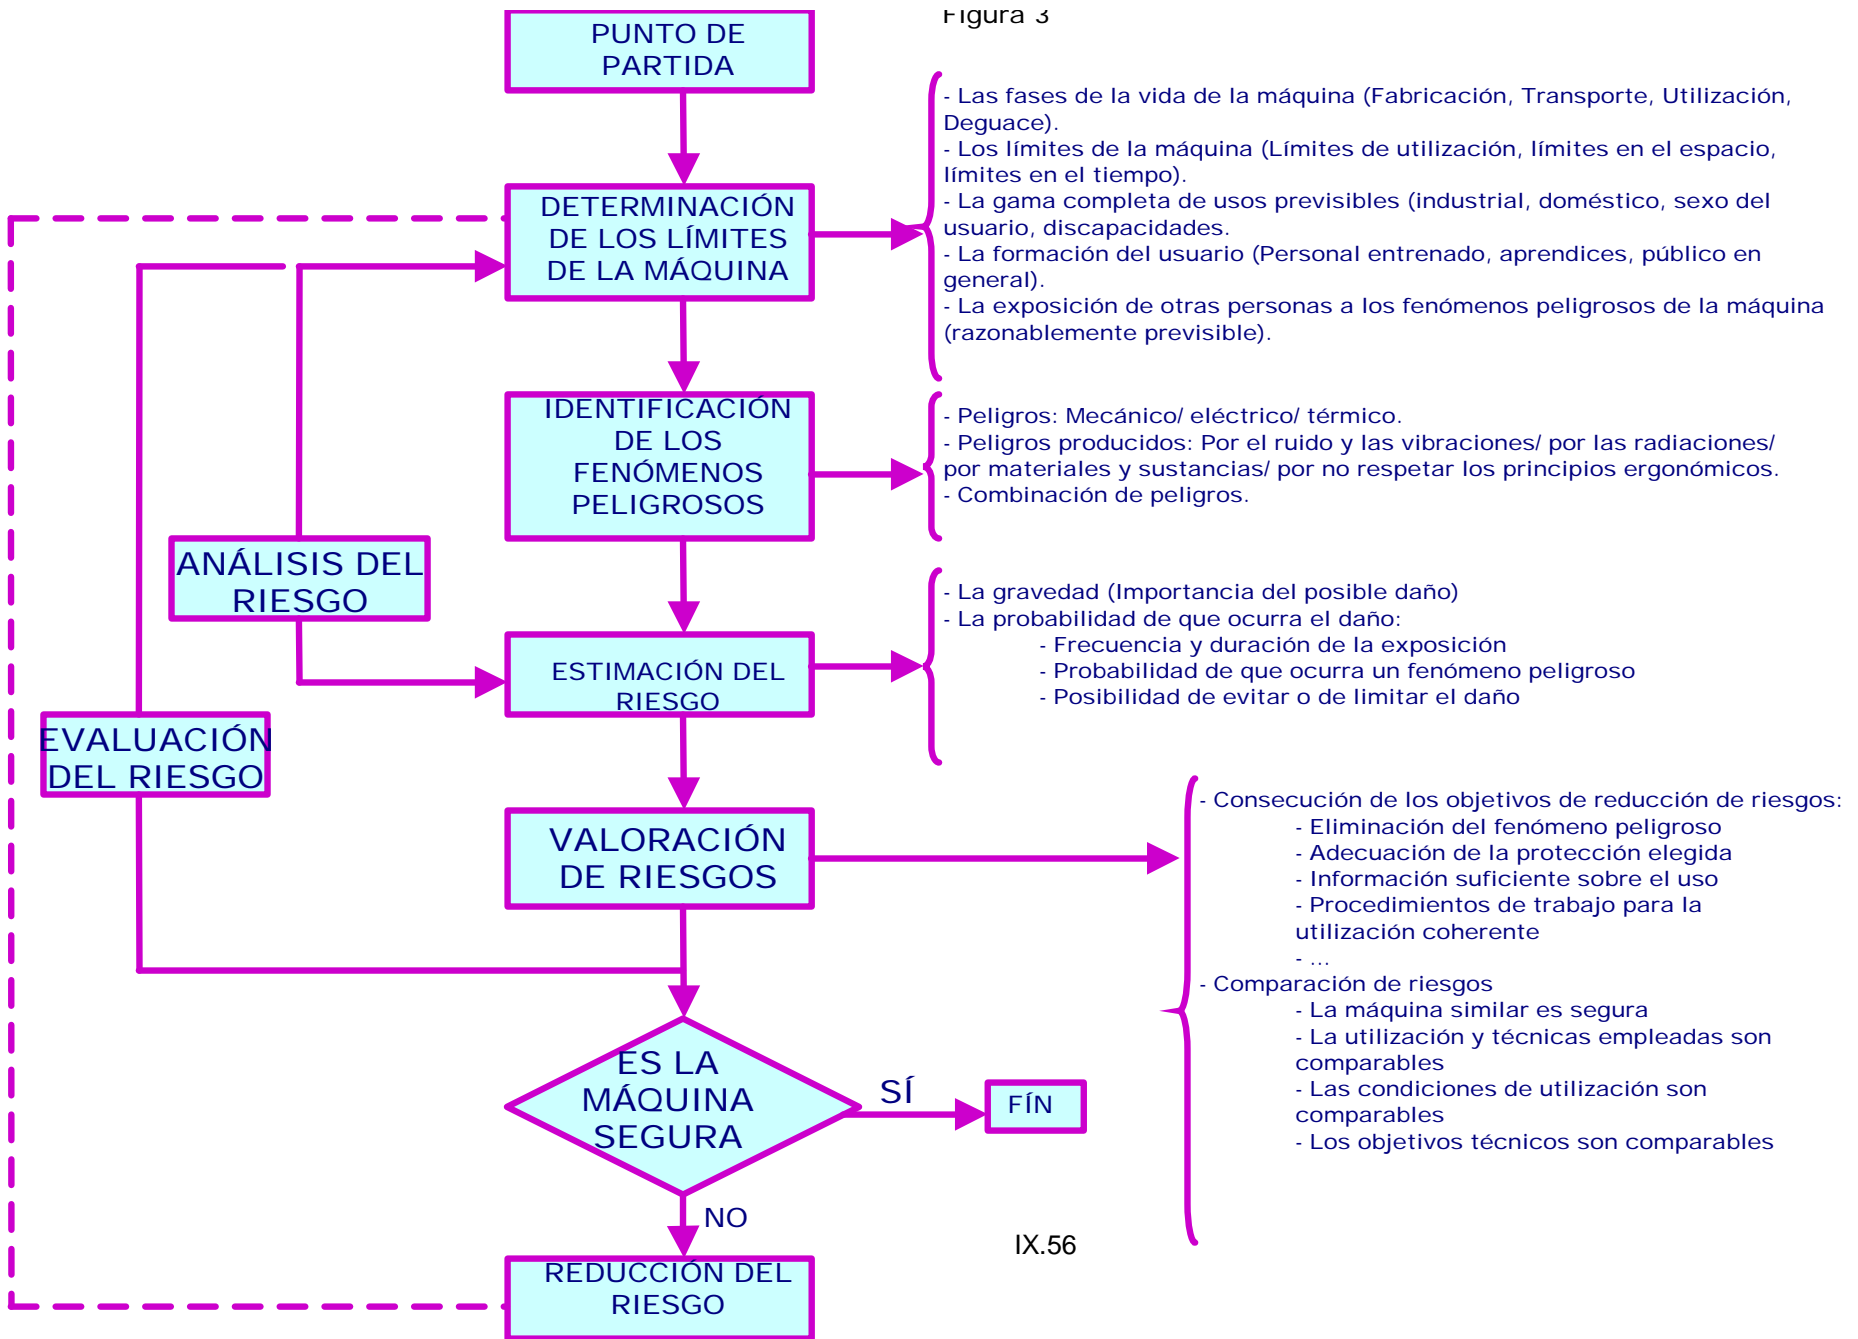 Figura 3
PUNTO DE
PARTIDA
- Las fases de la vida de la máquina (Fabricación, Transporte, Utilización,
Deguace).
- Los límites de la máquina (Límites de utilización, límites en el espacio,
límites en el tiempo).
- La gama completa de usos previsibles (industrial, doméstico, sexo del
usuario, discapacidades.
- La formación del usuario (Personal entrenado, aprendices, público en
general).
- La exposición de otras personas a los fenómenos peligrosos de la máquina
(razonablemente previsible).
DETERMINACIÓN
DE LOS LÍMITES
DE LA MÁQUINA
IDENTIFICACIÓN
DE LOS
FENÓMENOS
PELIGROSOS
- Peligros: Mecánico/ eléctrico/ térmico.
- Peligros producidos: Por el ruido y las vibraciones/ por las radiaciones/
por materiales y sustancias/ por no respetar los principios ergonómicos.
- Combinación de peligros.
ANÁLISIS DEL
RIESGO
- La gravedad (Importancia del posible daño)
- La probabilidad de que ocurra el daño:
- Frecuencia y duración de la exposición
- Probabilidad de que ocurra un fenómeno peligroso
- Posibilidad de evitar o de limitar el daño
ESTIMACIÓN DEL
RIESGO
EVALUACIÓN
DEL RIESGO
VALORACIÓN
DE RIESGOS
- Consecución de los objetivos de reducción de riesgos:
- Eliminación del fenómeno peligroso
- Adecuación de la protección elegida
- Información suficiente sobre el uso
- Procedimientos de trabajo para la
utilización coherente
- ...
- Comparación de riesgos
- La máquina similar es segura
- La utilización y técnicas empleadas son
comparables
- Las condiciones de utilización son
comparables
- Los objetivos técnicos son comparables
ES LA
MÁQUINA
SEGURA
SÍ
FÍN
NO
IX.56
REDUCCIÓN DEL
RIESGO